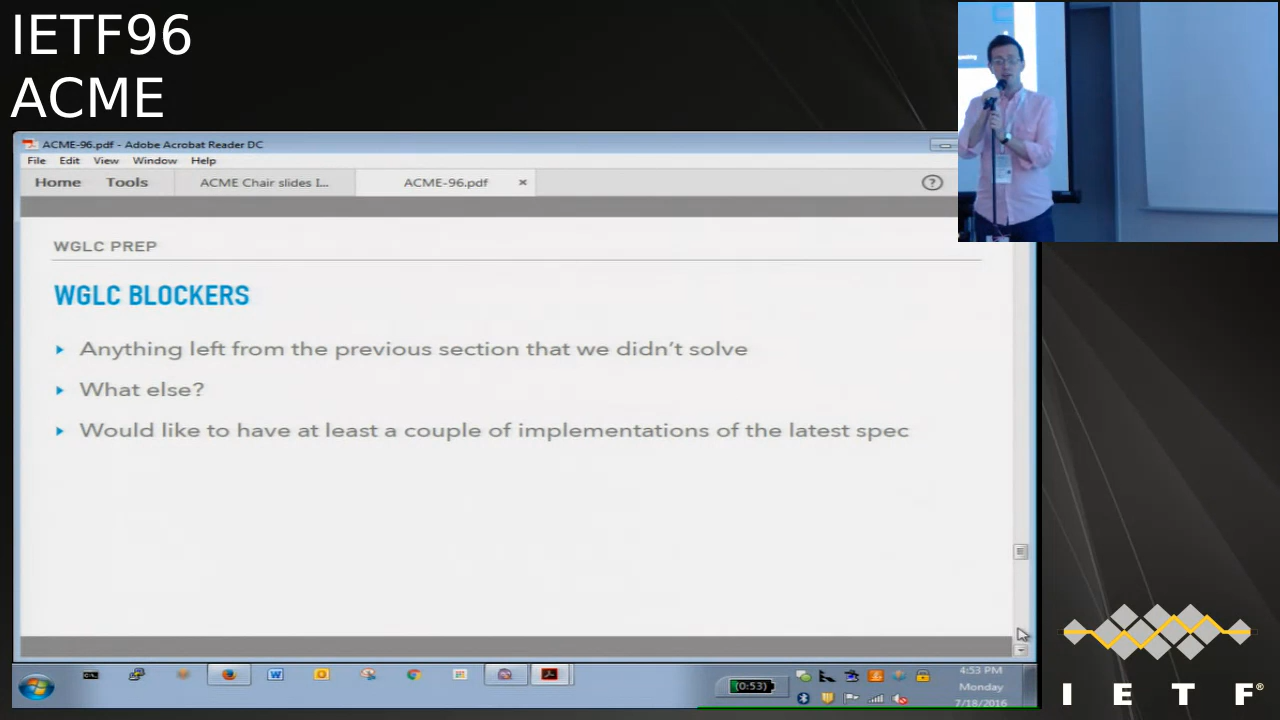 IETF96
ACME
ACME-96.pdf - Adobe Acrobat Reader DC
File Edit View Window Help
Home Tools ACME Chair slides I... ACME-96.pdf × ?
WGLC PREP
WGLC BLOCKERS
Anything left from the previous section that we didn't solve
What else?
Would like to have at least a couple of implementations of the latest spec
(0:53)
4:53 PM
Monday
7/18/2016
I E T F®